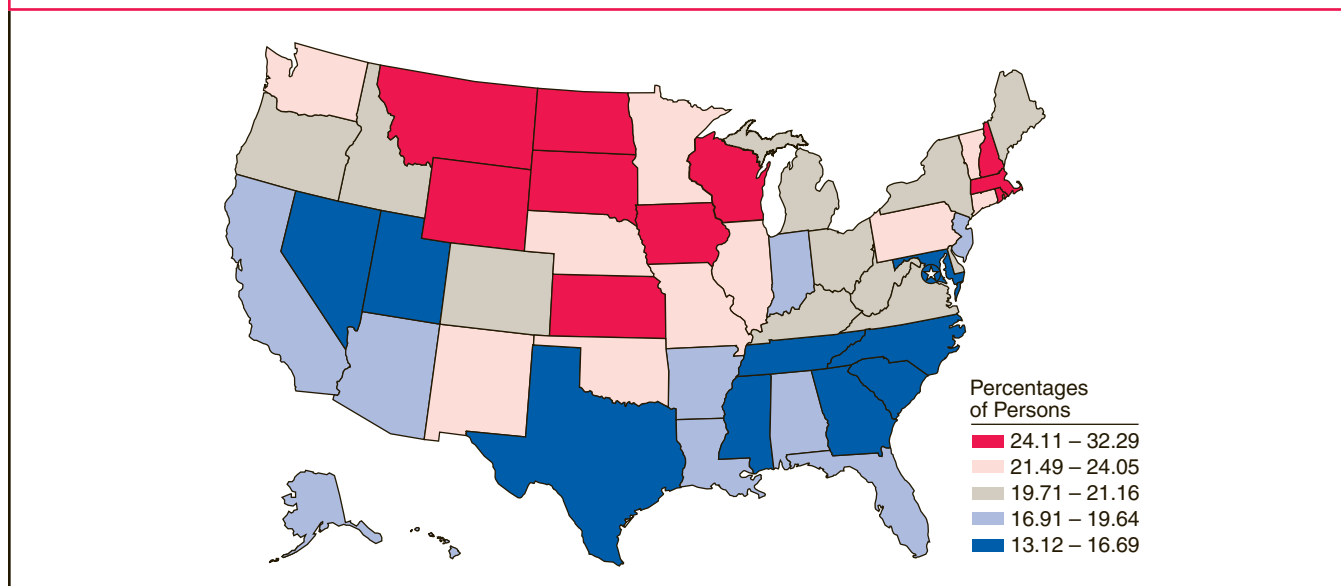 Percentages
of Persons
24.11 – 32.29
21.49 – 24.05
19.71 – 21.16
16.91 – 19.64
13.12 – 16.69